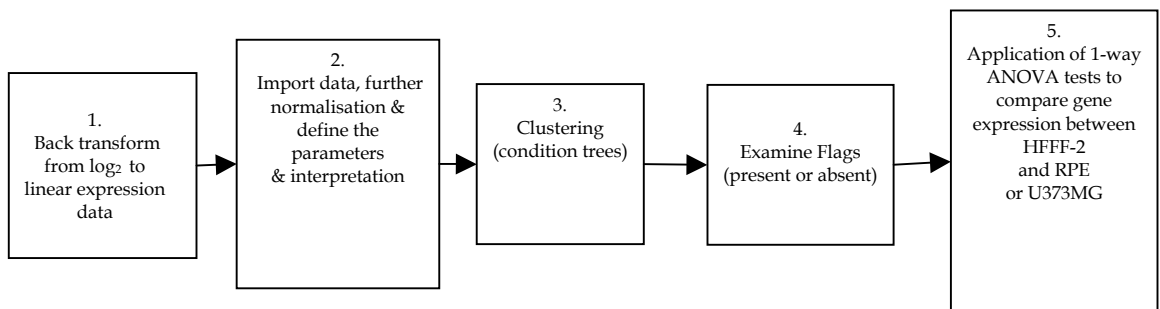 1.
Back transform
from log₂ to
linear expression
data
2.
Import data, further
normalisation &
define the
parameters
& interpretation
3.
Clustering
(condition trees)
4.
Examine Flags
(present or absent)
5.
Application of 1-way
ANOVA tests to
compare gene
expression between
HFFF-2
and RPE
or U373MG